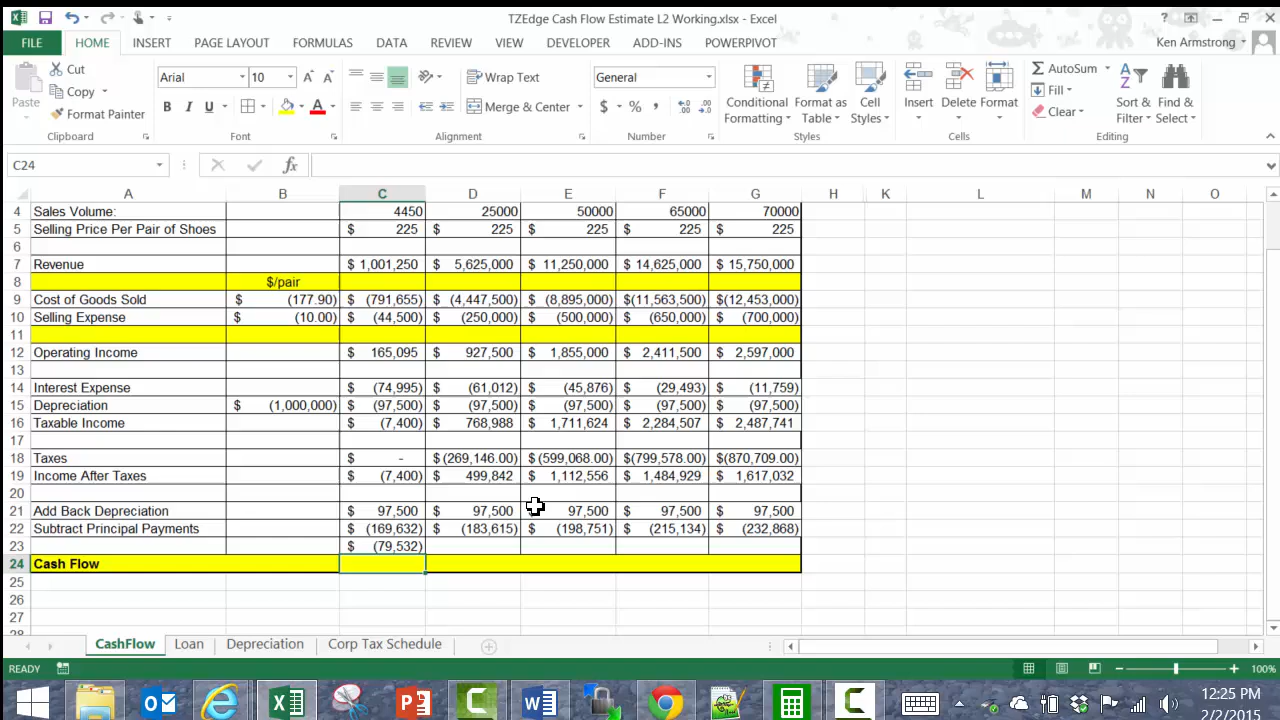 TZEdge Cash Flow Estimate L2 Working.xlsx - Excel
FILE HOME INSERT PAGE LAYOUT FORMULAS DATA REVIEW VIEW DEVELOPER ADD-INS POWERPIVOT Ken Armstrong
Paste Cut Copy Format Painter
Clipboard
Arial 10
B I U A
Font
Wrap Text
Merge & Center
Alignment
General
$ % ,
Number
Conditional Formatting Format as Table Cell Styles
Styles
Insert Delete Format
Cells
AutoSum Fill Clear Sort & Filter Find & Select
Editing
C24 fx
A B C D E F G H K L M N O
4 Sales Volume: 4450 25000 50000 65000 70000
5 Selling Price Per Pair of Shoes $ 225 $ 225 $ 225 $ 225 $ 225
6
7 Revenue $ 1,001,250 $ 5,625,000 $ 11,250,000 $ 14,625,000 $ 15,750,000
8 $/pair
9 Cost of Goods Sold $ (177.90) $ (791,655) $ (4,447,500) $ (8,895,000) $(11,563,500) $(12,453,000)
10 Selling Expense $ (10.00) $ (44,500) $ (250,000) $ (500,000) $ (650,000) $ (700,000)
11
12 Operating Income $ 165,095 $ 927,500 $ 1,855,000 $ 2,411,500 $ 2,597,000
13
14 Interest Expense $ (74,995) $ (61,012) $ (45,876) $ (29,493) $ (11,759)
15 Depreciation $ (1,000,000) $ (97,500) $ (97,500) $ (97,500) $ (97,500) $ (97,500)
16 Taxable Income $ (7,400) $ 768,988 $ 1,711,624 $ 2,284,507 $ 2,487,741
17
18 Taxes $ - $(269,146.00) $(599,068.00) $(799,578.00) $(870,709.00)
19 Income After Taxes $ (7,400) $ 499,842 $ 1,112,556 $ 1,484,929 $ 1,617,032
20
21 Add Back Depreciation $ 97,500 $ 97,500 $ 97,500 $ 97,500 $ 97,500
22 Subtract Principal Payments $ (169,632) $ (183,615) $ (198,751) $ (215,134) $ (232,868)
23 $ (79,532)
24 Cash Flow
25
26
27
28
CashFlow Loan Depreciation Corp Tax Schedule
READY 100%
12:25 PM
2/2/2015